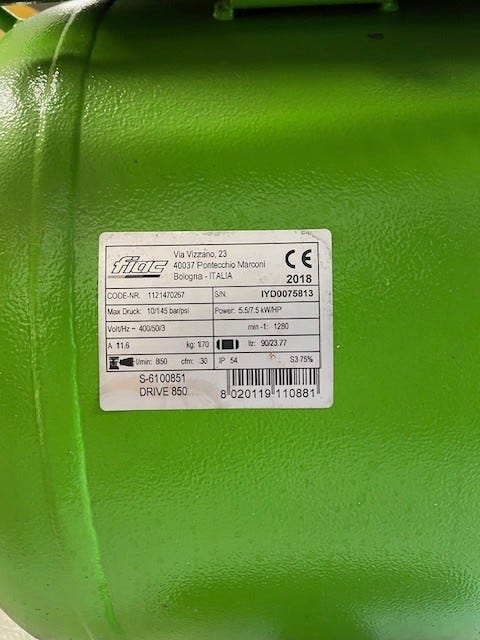 fiac
Via Vizzano, 23
40037 Pontecchio Marconi
Bologna - ITALIA
CE
2018
CODE-NR. 1121470267 S/N: IYD0075813
Max Druck: 10/145 bar/psi Power: 5.5/7.5 kW/HP
Volt/Hz ~ 400/50/3 min -1: 1280
A 11.6 kg: 170 ltr: 90/23.77
l/min: 850 cfm: 30 IP 54 S3 75%
S-6100851
DRIVE 850
8 020119 110881